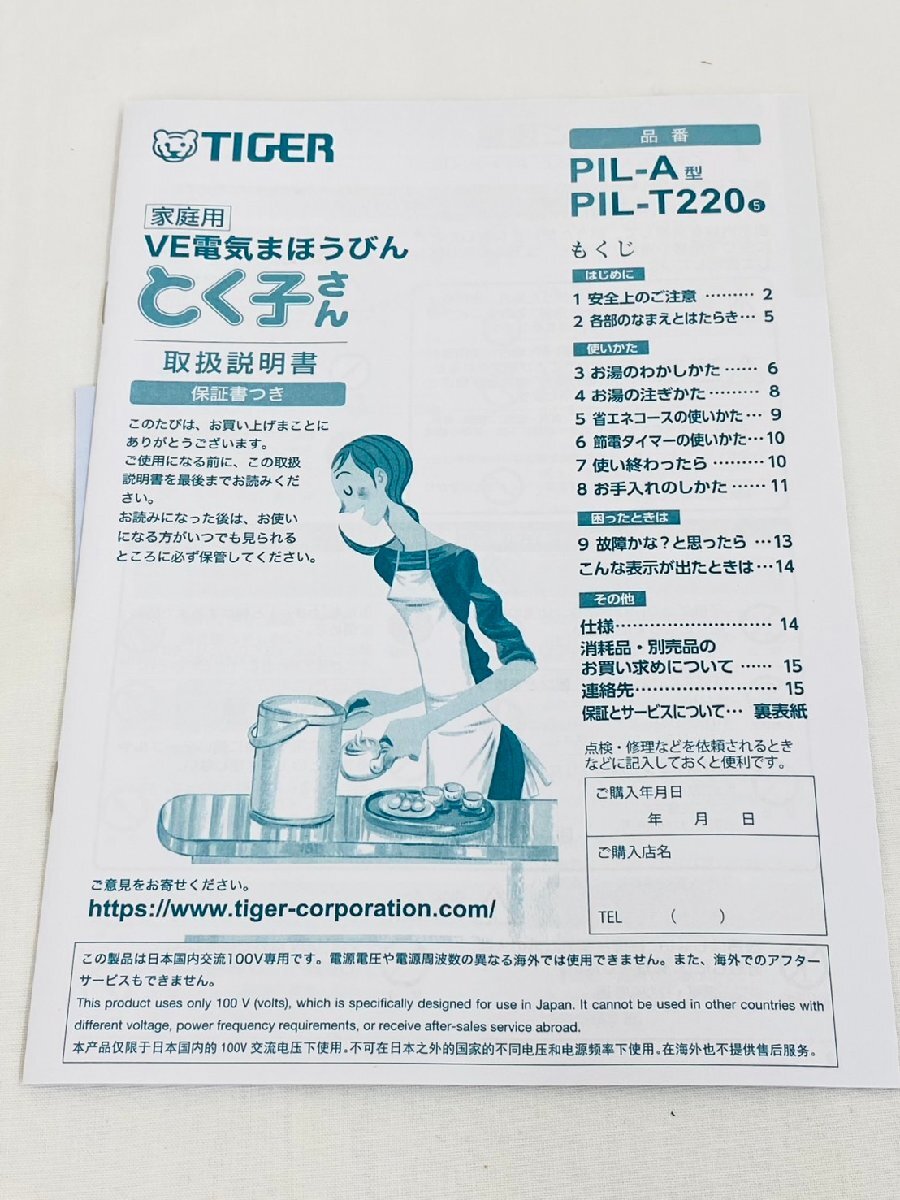 TIGER
家庭用
VE電気まほうびん
とく子さん
取扱説明書
保証書つき
このたびは、お買い上げまことに
ありがとうございます。
ご使用になる前に、この取扱
説明書を最後までお読みくだ
さい。
お読みになった後は、お使い
になる方がいつでも見られる
ところに必ず保管してください。
品番
PIL-A型
PIL-T220 5
もくじ
はじめに
1 安全上のご注意 ……… 2
2 各部のなまえとはたらき… 5
使いかた
3 お湯のわかしかた …… 6
4 お湯の注ぎかた ……… 8
5 省エネコースの使いかた… 9
6 節電タイマーの使いかた…10
7 使い終わったら ………10
8 お手入れのしかた ……11
困ったときは
9 故障かな?と思ったら …13
こんな表示が出たときは…14
その他
仕様…………………… 14
消耗品・別売品の
お買い求めについて …… 15
連絡先………………… 15
保証とサービスについて… 裏表紙
点検・修理などを依頼されるとき
などに記入しておくと便利です。
ご購入年月日
年 月 日
ご購入店名
TEL ( )
ご意見をお寄せください。
https://www.tiger-corporation.com/
この製品は日本国内交流100V専用です。電源電圧や電源周波数の異なる海外では使用できません。また、海外でのアフター
サービスもできません。
This product uses only 100 V (volts), which is specifically designed for use in Japan. It cannot be used in other countries with
different voltage, power frequency requirements, or receive after-sales service abroad.
本产品仅限于日本国内的 100V 交流电压下使用。不可在日本之外的国家的不同电压和电源频率下使用。在海外也不提供售后服务。